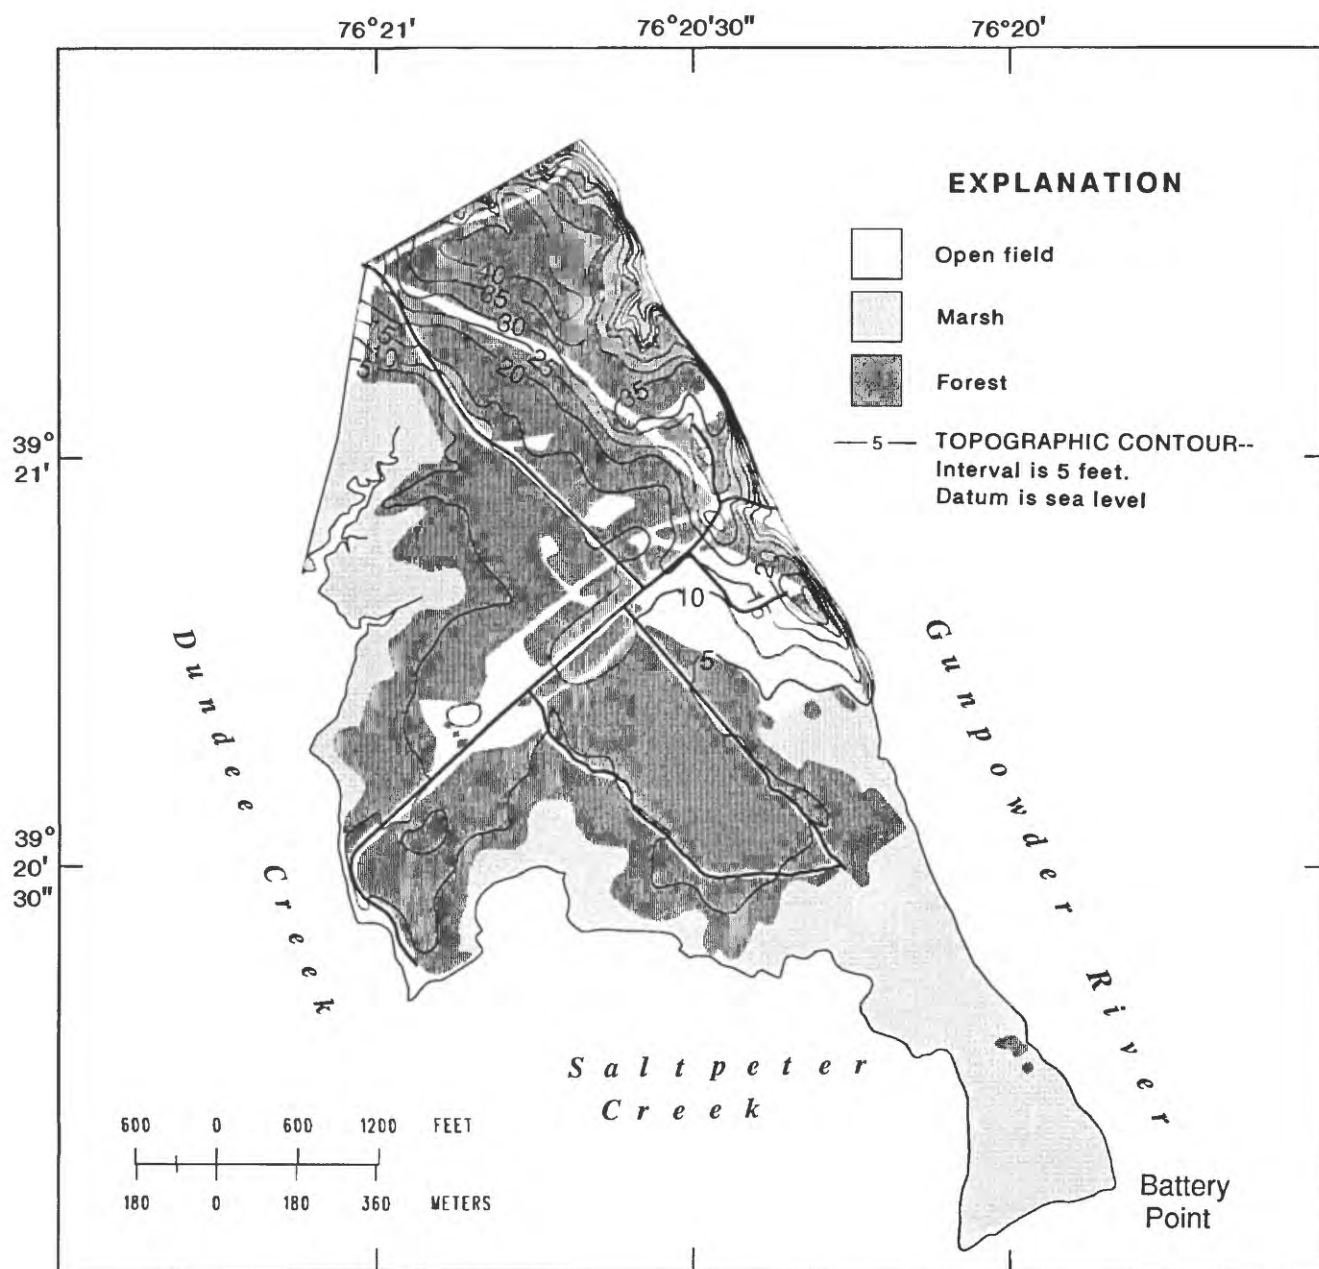 76°21'
76°20'30"
76°20'
EXPLANATION
Open field
Marsh
Forest
5
TOPOGRAPHIC CONTOUR--
Interval is 5 feet.
Datum is sea level
39°
21'
39°
20'
30"
40
35
30
25
20
5
35
10
5
Dundee Creek
Gunpowder River
Saltpeter
Creek
Battery
Point
600 0 600 1200 FEET
180 0 180 360 METERS